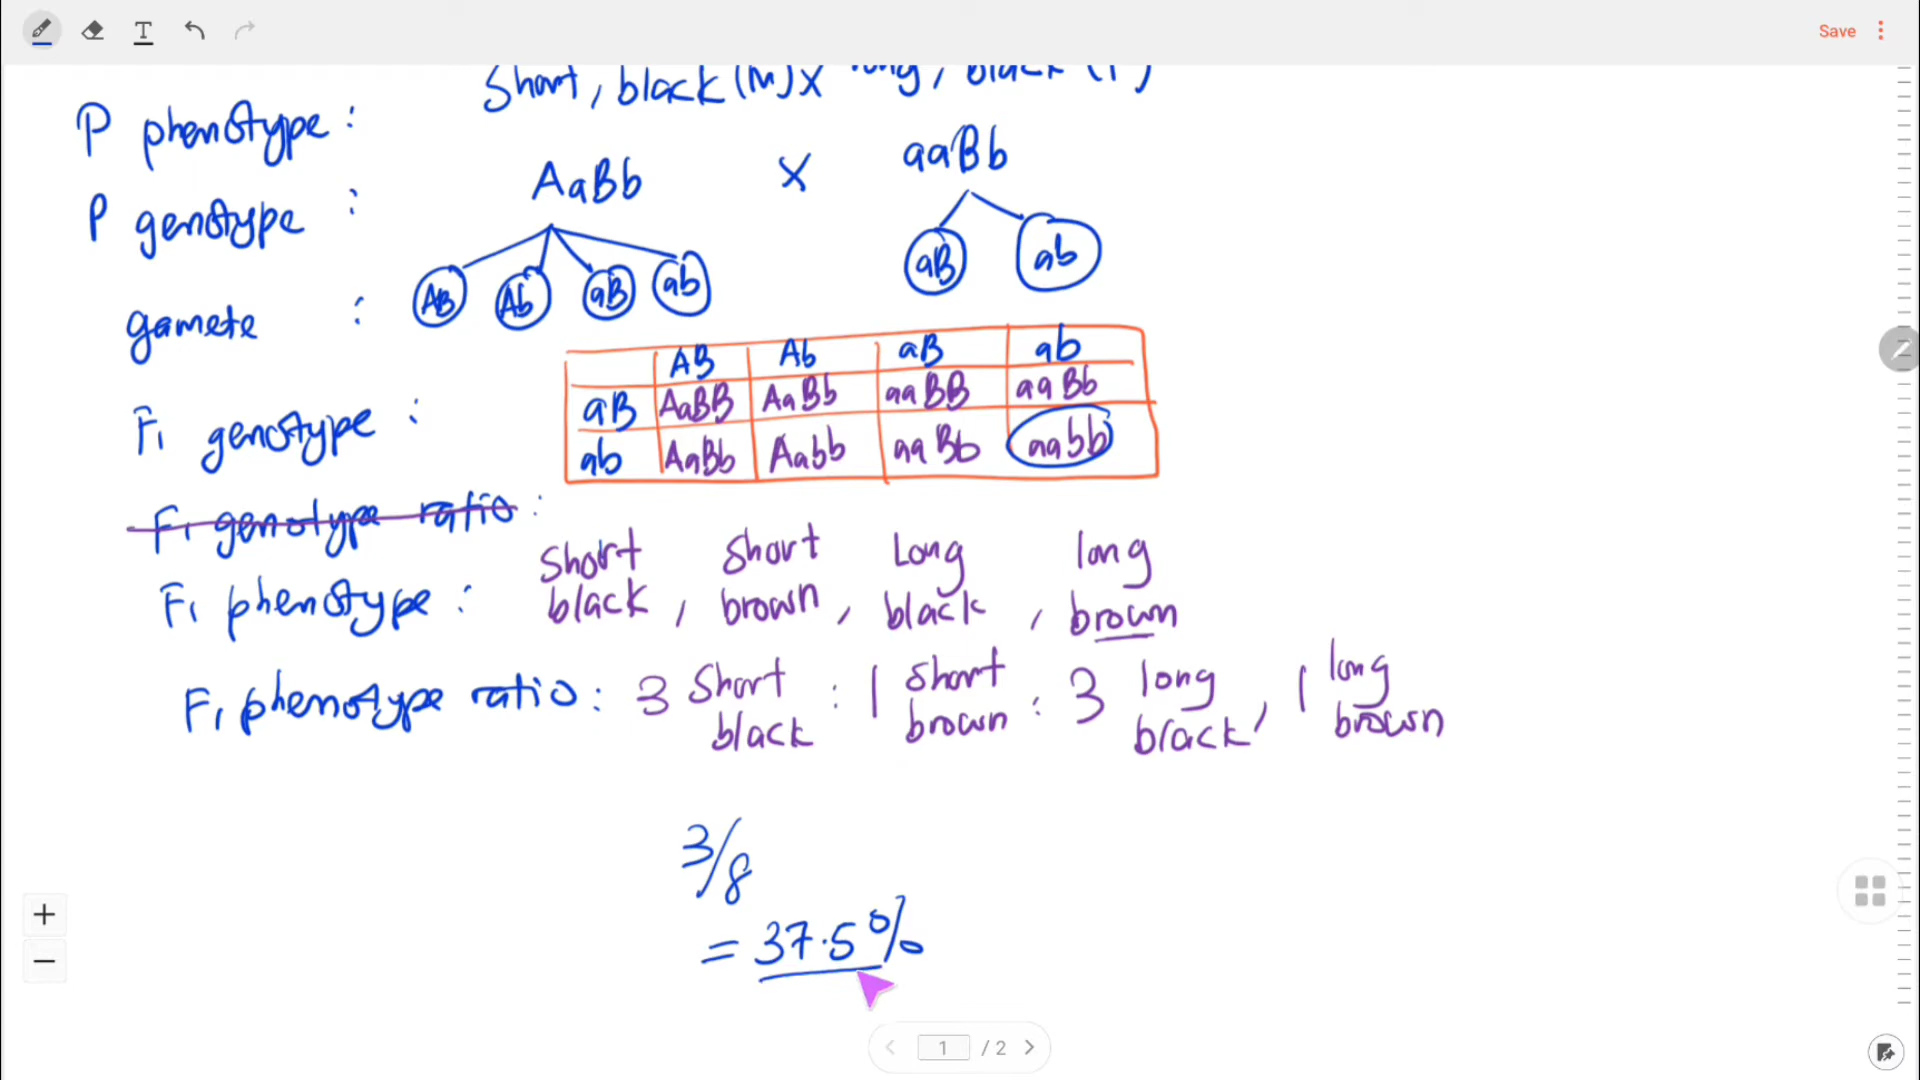 Save
Short, black (M) X long, black (F)
P phenotype :
P genotype : AaBb X aaBb
gamete : AB Ab aB ab aB ab
AB Ab aB ab
aB AaBB AaBb aaBB aaBb
F1 genotype :
ab AaBb Aabb aaBb aabb
F1 genotype ratio :
F1 phenotype : Short black , Short brown , Long black , long brown
F1 phenotype ratio : 3 Short black : 1 Short brown : 3 long black , 1 long brown
3/8
= 37.5%
1 / 2